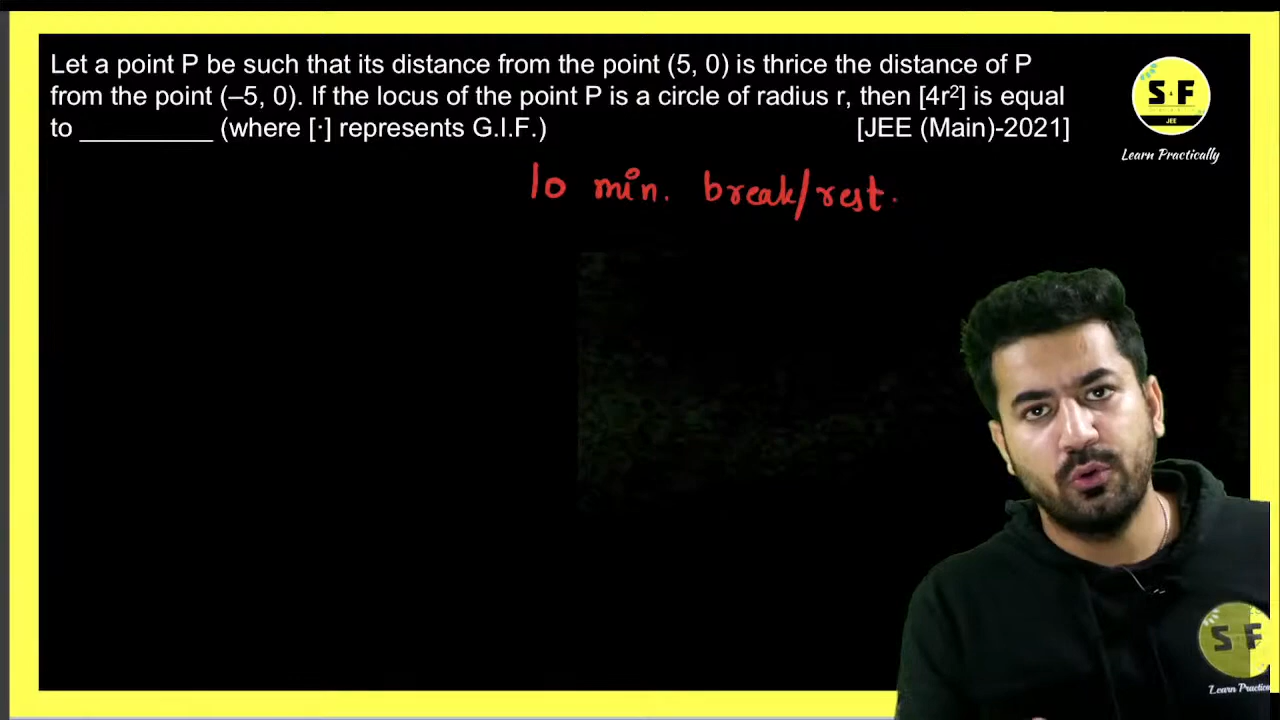 Let a point P be such that its distance from the point (5, 0) is thrice the distance of P
from the point (–5, 0). If the locus of the point P is a circle of radius r, then [4r²] is equal
to __________ (where [·] represents G.I.F.) [JEE (Main)-2021]
S F
JEE
Learn Practically
10 min. break/rest.
S F